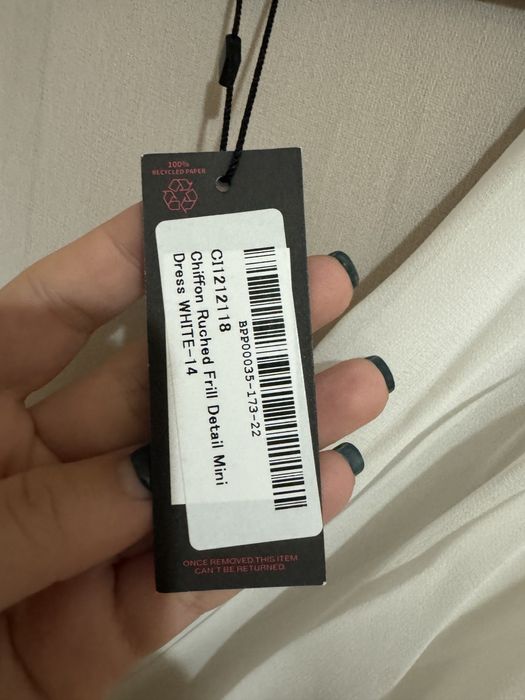 100%
RECYCLED PAPER
BPP00035-173-22
CI1212118
Chiffon Ruched Frill Detail Mini
Dress WHITE-14
ONCE REMOVED THIS ITEM
CAN'T BE RETURNED.